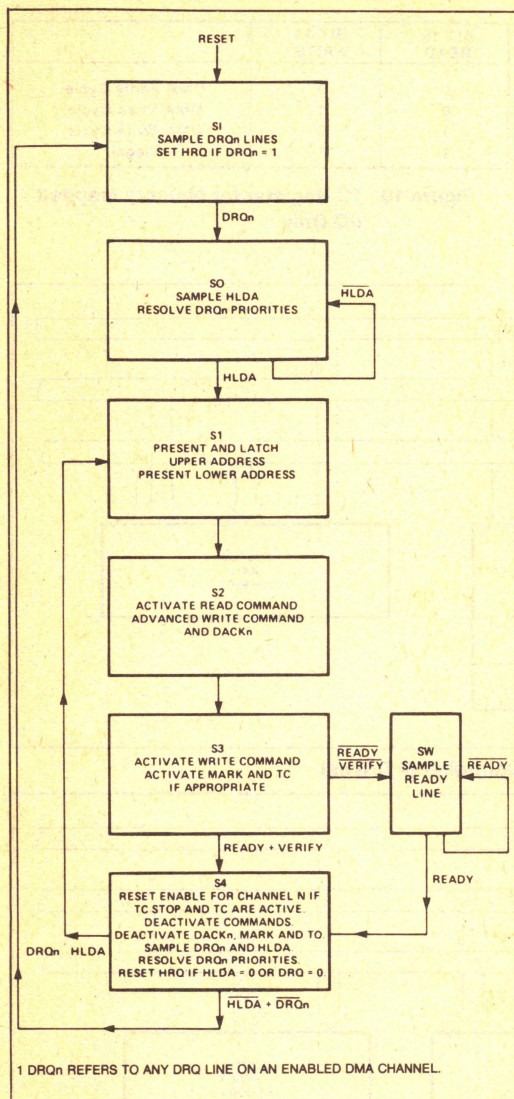 RESET
SI
SAMPLE DRQn LINES
SET HRQ IF DRQn = 1
DRQn
SO
SAMPLE HLDA
RESOLVE DRQn PRIORITIES
HLDA
HLDA
S1
PRESENT AND LATCH
UPPER ADDRESS
PRESENT LOWER ADDRESS
S2
ACTIVATE READ COMMAND
ADVANCED WRITE COMMAND
AND DACKn
S3
ACTIVATE WRITE COMMAND
ACTIVATE MARK AND TC
IF APPROPRIATE
READY
VERIFY
SW
SAMPLE
READY
LINE
READY
READY + VERIFY
READY
S4
RESET ENABLE FOR CHANNEL N IF
TC STOP AND TC ARE ACTIVE.
DEACTIVATE COMMANDS.
DEACTIVATE DACKn, MARK AND TO.
SAMPLE DRQn AND HLDA.
RESOLVE DRQn PRIORITIES.
RESET HRQ IF HLDA = 0 OR DRQ = 0.
DRQn HLDA
HLDA + DRQn
1 DRQn REFERS TO ANY DRQ LINE ON AN ENABLED DMA CHANNEL.